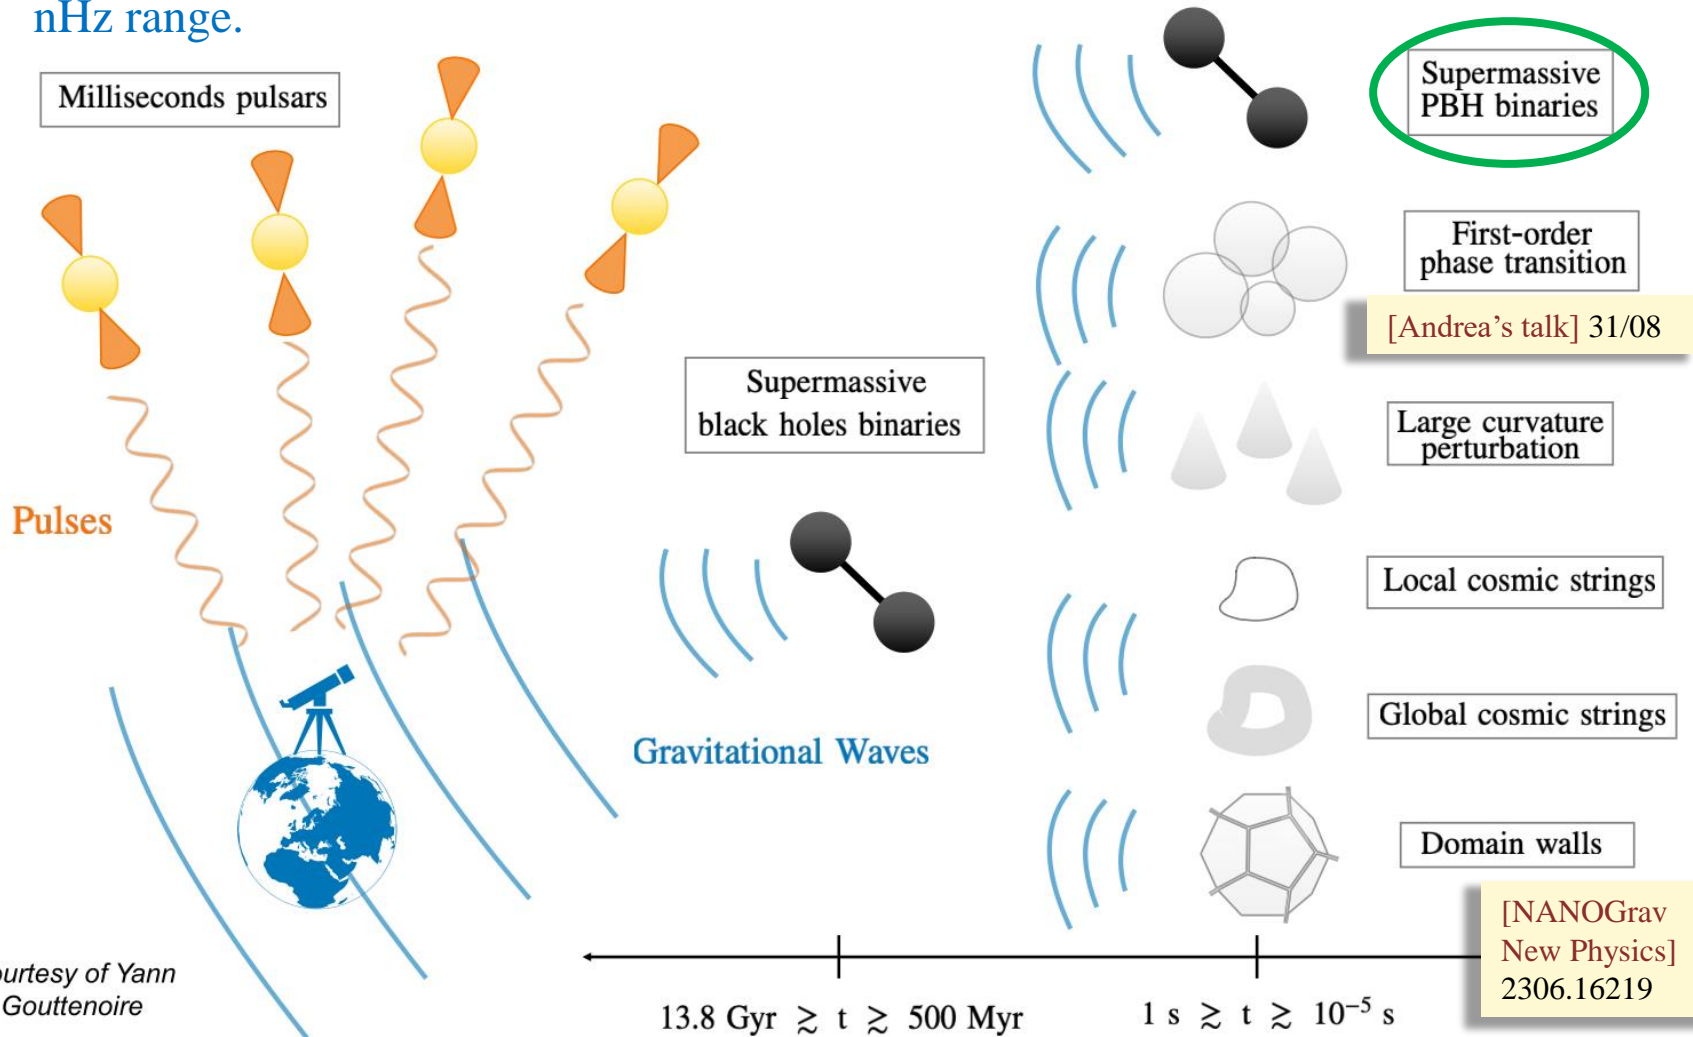 nHz range.
Milliseconds pulsars
Supermassive
PBH binaries
First-order
phase transition
[Andrea’s talk] 31/08
Supermassive
black holes binaries
Large curvature
perturbation
Pulses
Local cosmic strings
Global cosmic strings
Gravitational Waves
Domain walls
[NANOGrav
New Physics]
2306.16219
Yann
Gouttenoire
13.8 Gyr ≳ t ≳ 500 Myr
1 s ≳ t ≳ 10⁻⁵ s